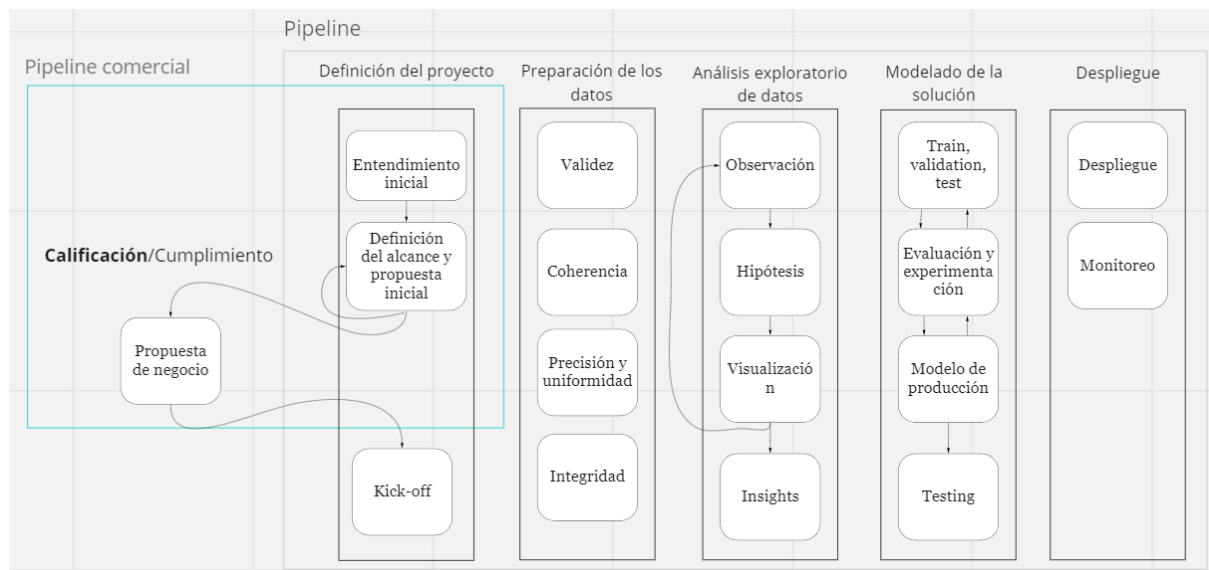 Pipeline
Pipeline comercial
Definición del proyecto
Preparación de los
datos
Análisis exploratorio
de datos
Modelado de la
solución
Despliegue
Entendimiento
inicial
Definición
del alcance y
propuesta
inicial
Calificación/Cumplimiento
Propuesta
de negocio
Kick-off
Validez
Coherencia
Precisión y
uniformidad
Integridad
Observación
Hipótesis
Visualizació
n
Insights
Train,
validation,
test
Evaluación y
experimenta
ción
Modelo de
producción
Testing
Despliegue
Monitoreo